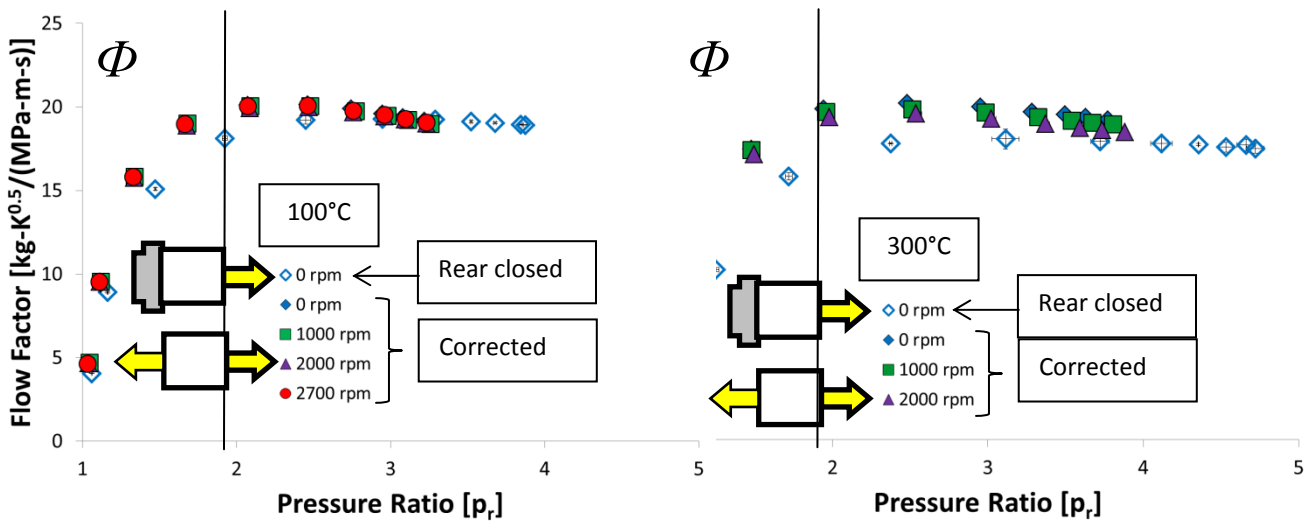 Flow Factor [kg-K^0.5/(MPa-m-s)]
25
20
15
10
5
0
Φ
100°C
0 rpm
Rear closed
0 rpm
1000 rpm
2000 rpm
2700 rpm
Corrected
1
2
3
4
5
Pressure Ratio [p_r]
Φ
300°C
0 rpm
Rear closed
0 rpm
1000 rpm
2000 rpm
Corrected
2
3
4
5
Pressure Ratio [p_r]